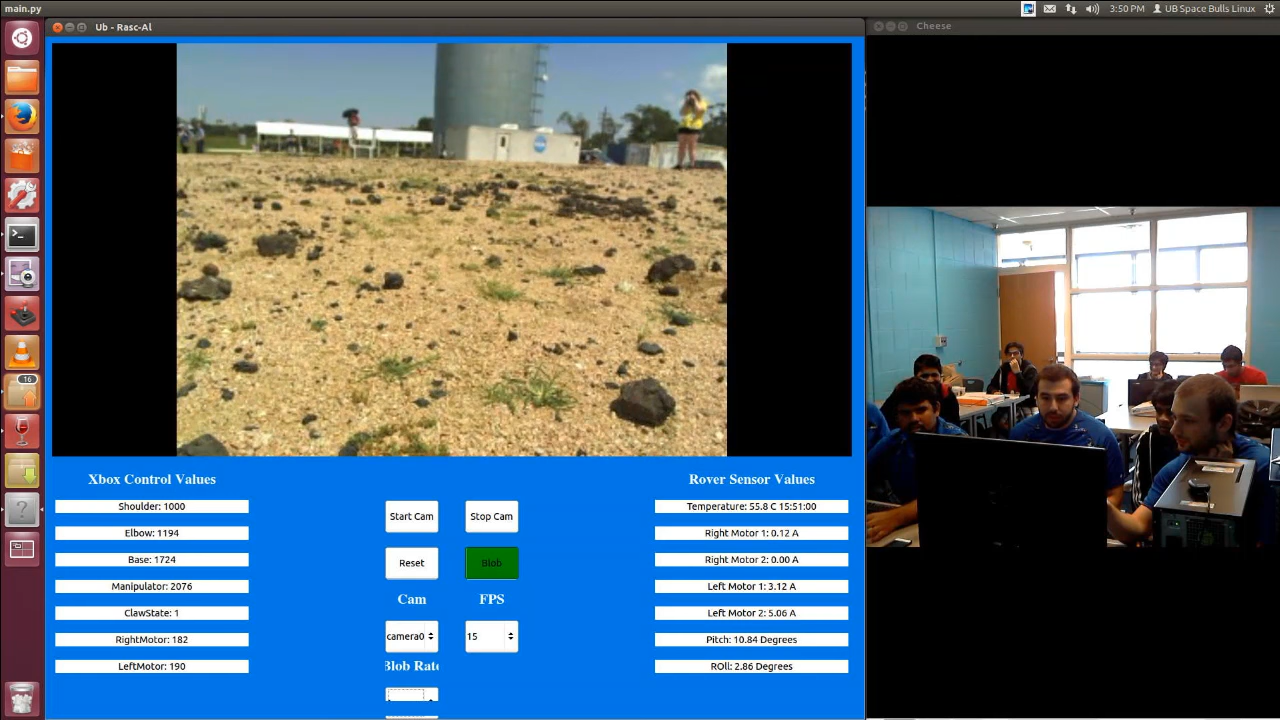 main.py
3:50 PM
UB Space Bulls Linux
Ub - Rasc-Al
Cheese
16
Xbox Control Values
Shoulder: 1000
Elbow: 1194
Base: 1724
Manipulator: 2076
ClawState: 1
RightMotor: 182
LeftMotor: 190
Start Cam
Stop Cam
Reset
Blob
Cam
FPS
camera0
15
Blob Rate
Rover Sensor Values
Temperature: 55.8 C 15:51:00
Right Motor 1: 0.12 A
Right Motor 2: 0.00 A
Left Motor 1: 3.12 A
Left Motor 2: 5.06 A
Pitch: 10.84 Degrees
ROll: 2.86 Degrees